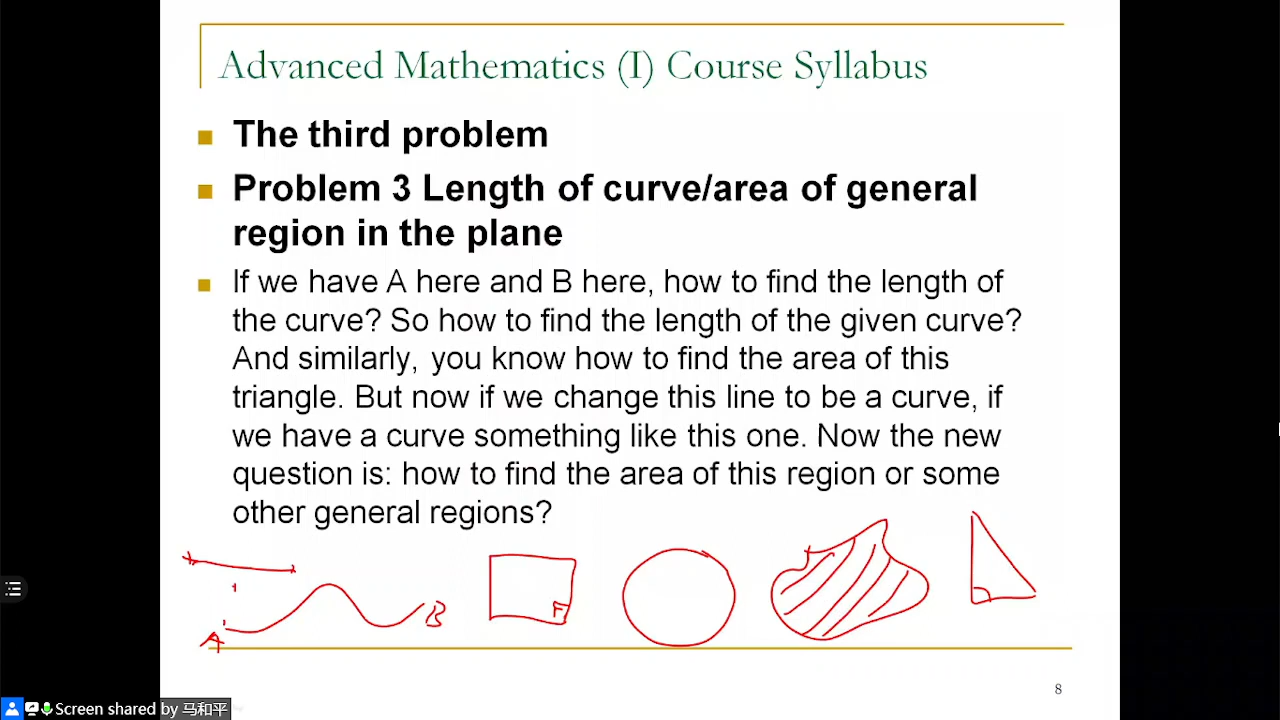 Advanced Mathematics (I) Course Syllabus
The third problem
Problem 3 Length of curve/area of general
region in the plane
If we have A here and B here, how to find the length of
the curve? So how to find the length of the given curve?
And similarly, you know how to find the area of this
triangle. But now if we change this line to be a curve, if
we have a curve something like this one. Now the new
question is: how to find the area of this region or some
other general regions?
A
B
8
Screen shared by 马和平